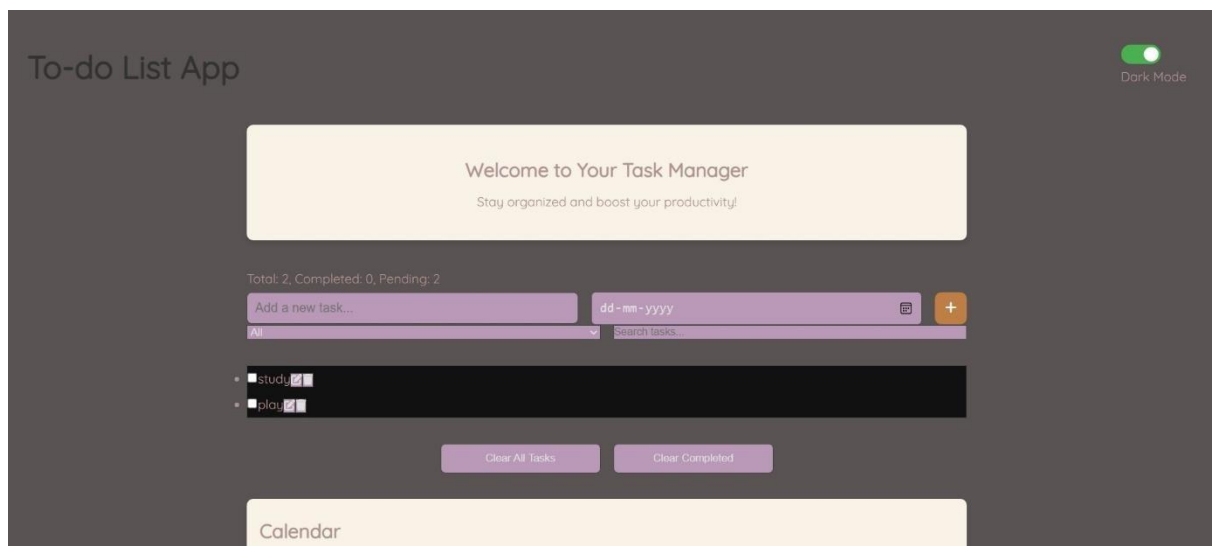 To-do List App
Dark Mode
Welcome to Your Task Manager
Stay organized and boost your productivity!
Total: 2, Completed: 0, Pending: 2
Add a new task...
dd-mm-yyyy
+
All
Search tasks...
study
play
Clear All Tasks
Clear Completed
Calendar